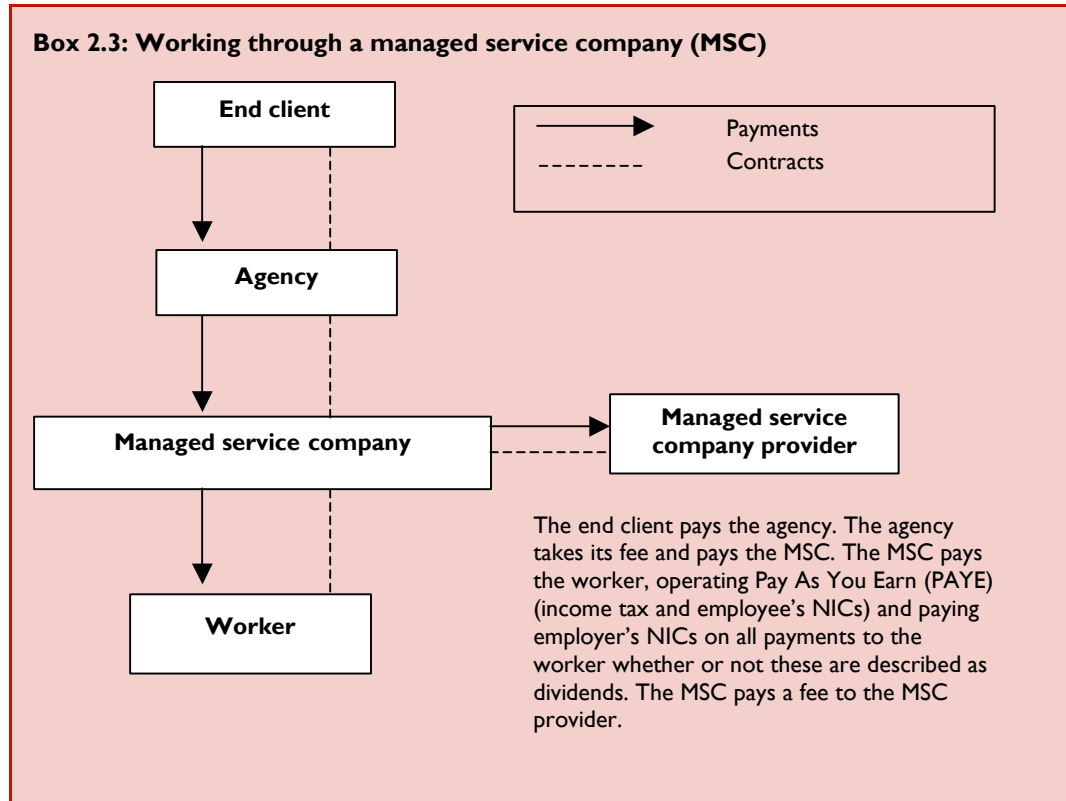 Box 2.3: Working through a managed service company (MSC)
End client
Payments
Contracts
Agency
Managed service company
Managed service
company provider
The end client pays the agency. The agency
takes its fee and pays the MSC. The MSC pays
the worker, operating Pay As You Earn (PAYE)
(income tax and employee’s NICs) and paying
employer’s NICs on all payments to the
worker whether or not these are described as
dividends. The MSC pays a fee to the MSC
provider.
Worker